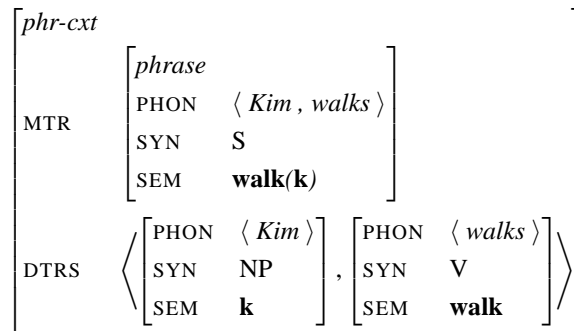 phr-cxt
phrase
PHON ⟨ Kim , walks ⟩
MTR
SYN S
SEM walk(k)
PHON ⟨ Kim ⟩ PHON ⟨ walks ⟩
DTRS ⟨ SYN NP , SYN V ⟩
SEM k SEM walk